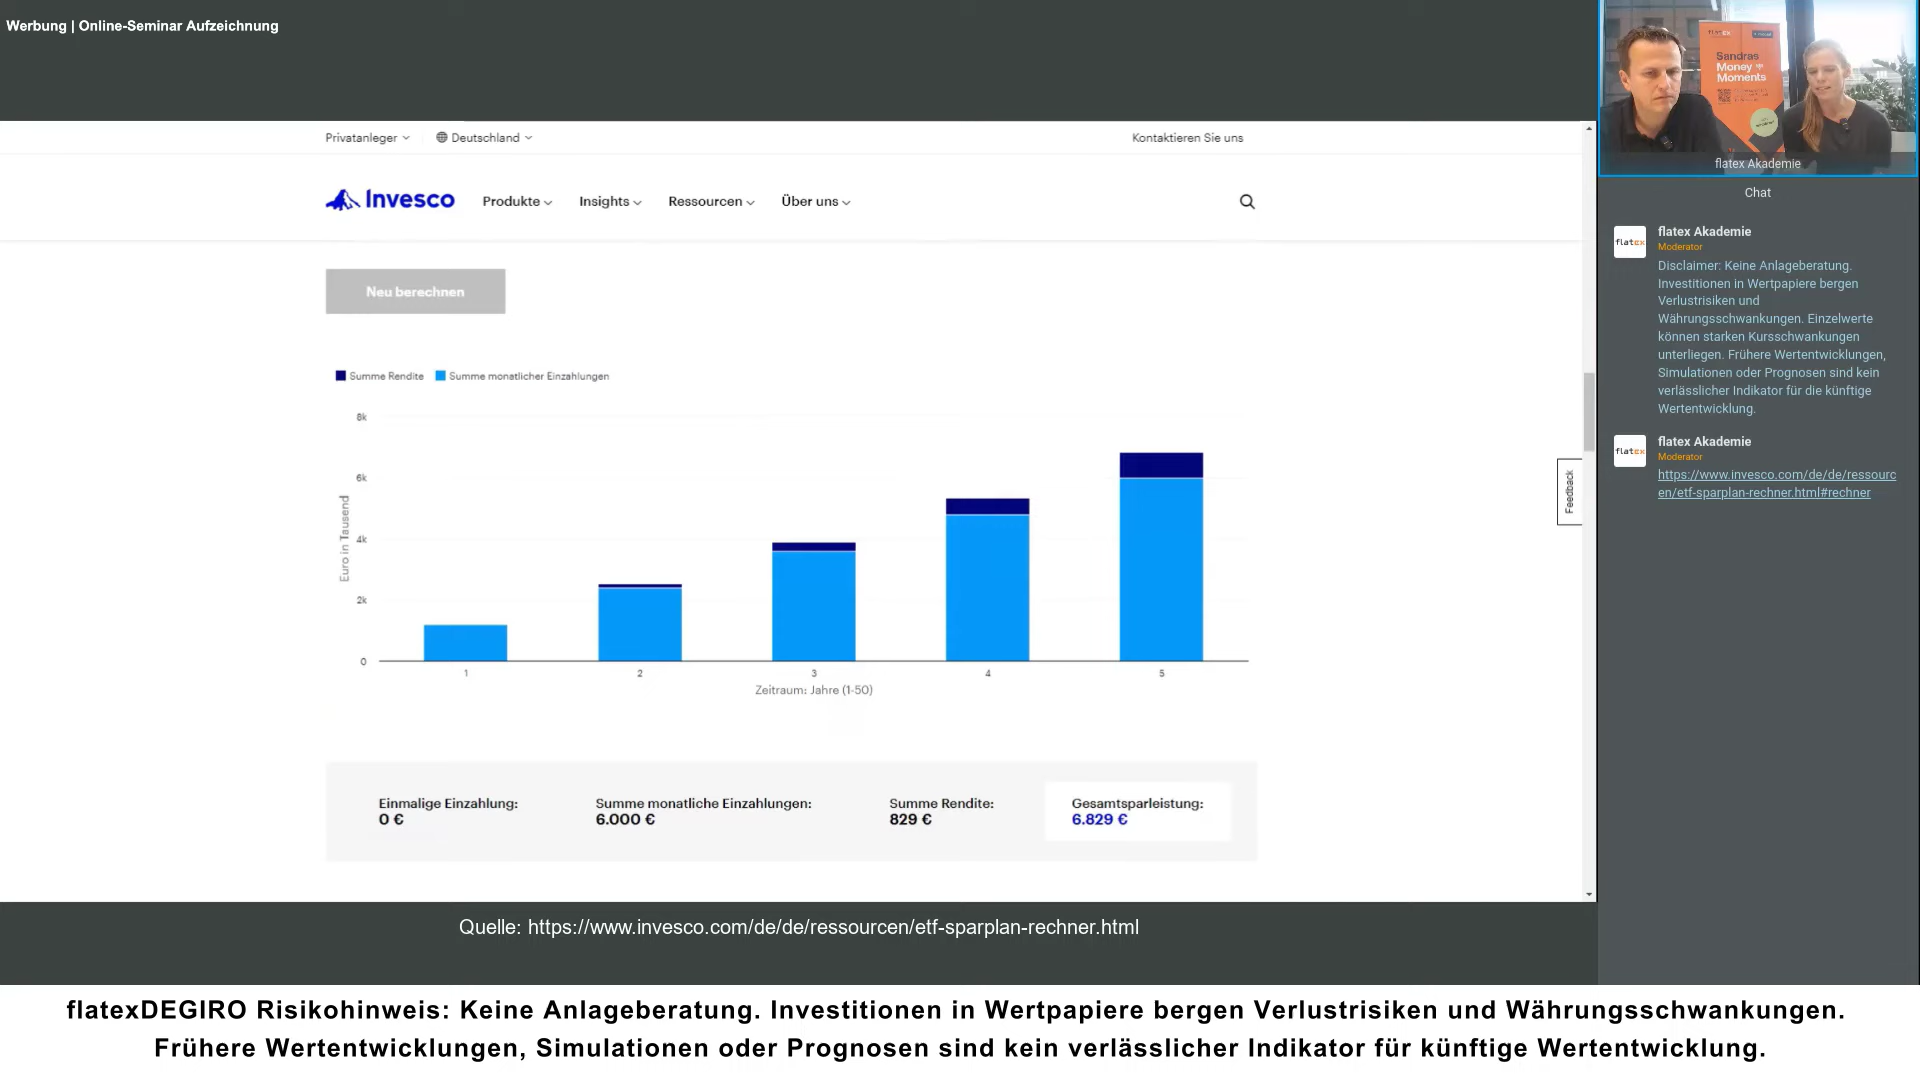 Werbung | Online-Seminar Aufzeichnung
Privatanleger
Deutschland
Kontaktieren Sie uns
Invesco
Produkte
Insights
Ressourcen
Über uns
Neu berechnen
Summe Rendite
Summe monatlicher Einzahlungen
8k
6k
4k
2k
0
Euro in Tausend
1
2
3
4
5
Zeitraum: Jahre (1-50)
Einmalige Einzahlung:
0 €
Summe monatliche Einzahlungen:
6.000 €
Summe Rendite:
829 €
Gesamtsparleistung:
6.829 €
Feedback
Quelle: https://www.invesco.com/de/de/ressourcen/etf-sparplan-rechner.html
Sandras
Money
Moments
flatex Akademie
Chat
flatex
flatex Akademie
Moderator
Disclaimer: Keine Anlageberatung.
Investitionen in Wertpapiere bergen
Verlustrisiken und
Währungsschwankungen. Einzelwerte
können starken Kursschwankungen
unterliegen. Frühere Wertentwicklungen,
Simulationen oder Prognosen sind kein
verlässlicher Indikator für die künftige
Wertentwicklung.
flatex
flatex Akademie
Moderator
https://www.invesco.com/de/de/ressourc
en/etf-sparplan-rechner.html#rechner
flatexDEGIRO Risikohinweis: Keine Anlageberatung. Investitionen in Wertpapiere bergen Verlustrisiken und Währungsschwankungen.
Frühere Wertentwicklungen, Simulationen oder Prognosen sind kein verlässlicher Indikator für künftige Wertentwicklung.